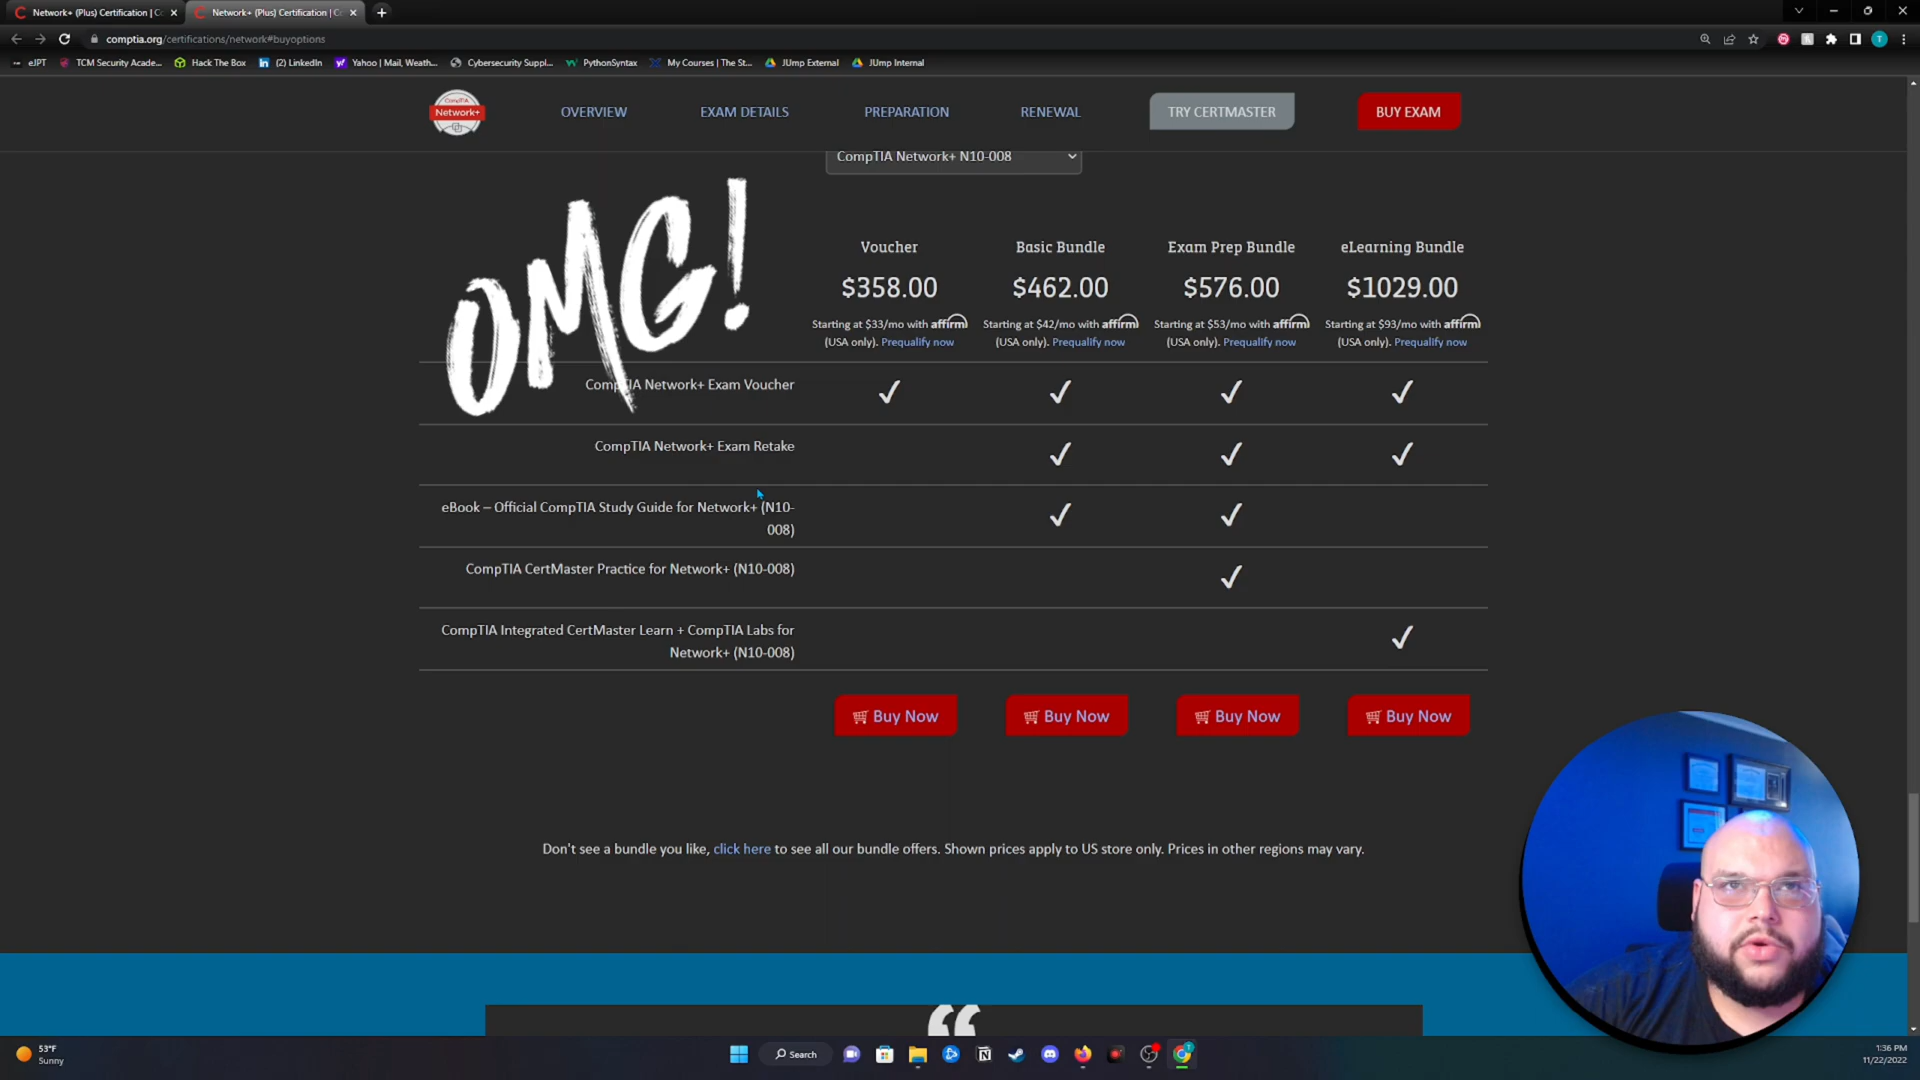 Network+ (Plus) Certification | Co
Network+ (Plus) Certification | Co
comptia.org/certifications/network#buyoptions
eJPT
TCM Security Acade...
Hack The Box
(2) LinkedIn
Yahoo | Mail, Weath...
Cybersecurity Suppl...
PythonSyntax
My Courses | The St...
JUmp External
JUmp Internal
CompTIA
Network+
OVERVIEW
EXAM DETAILS
PREPARATION
RENEWAL
TRY CERTMASTER
BUY EXAM
CompTIA Network+ N10-008
OMG!
Voucher
Basic Bundle
Exam Prep Bundle
eLearning Bundle
$358.00
$462.00
$576.00
$1029.00
Starting at $33/mo with affirm
(USA only). Prequalify now
Starting at $42/mo with affirm
(USA only). Prequalify now
Starting at $53/mo with affirm
(USA only). Prequalify now
Starting at $93/mo with affirm
(USA only). Prequalify now
CompTIA Network+ Exam Voucher
CompTIA Network+ Exam Retake
eBook – Official CompTIA Study Guide for Network+ (N10-
008)
CompTIA CertMaster Practice for Network+ (N10-008)
CompTIA Integrated CertMaster Learn + CompTIA Labs for
Network+ (N10-008)
Buy Now
Buy Now
Buy Now
Buy Now
Don't see a bundle you like, click here to see all our bundle offers. Shown prices apply to US store only. Prices in other regions may vary.
“
53°F
Sunny
Search
1:36 PM
11/22/2022